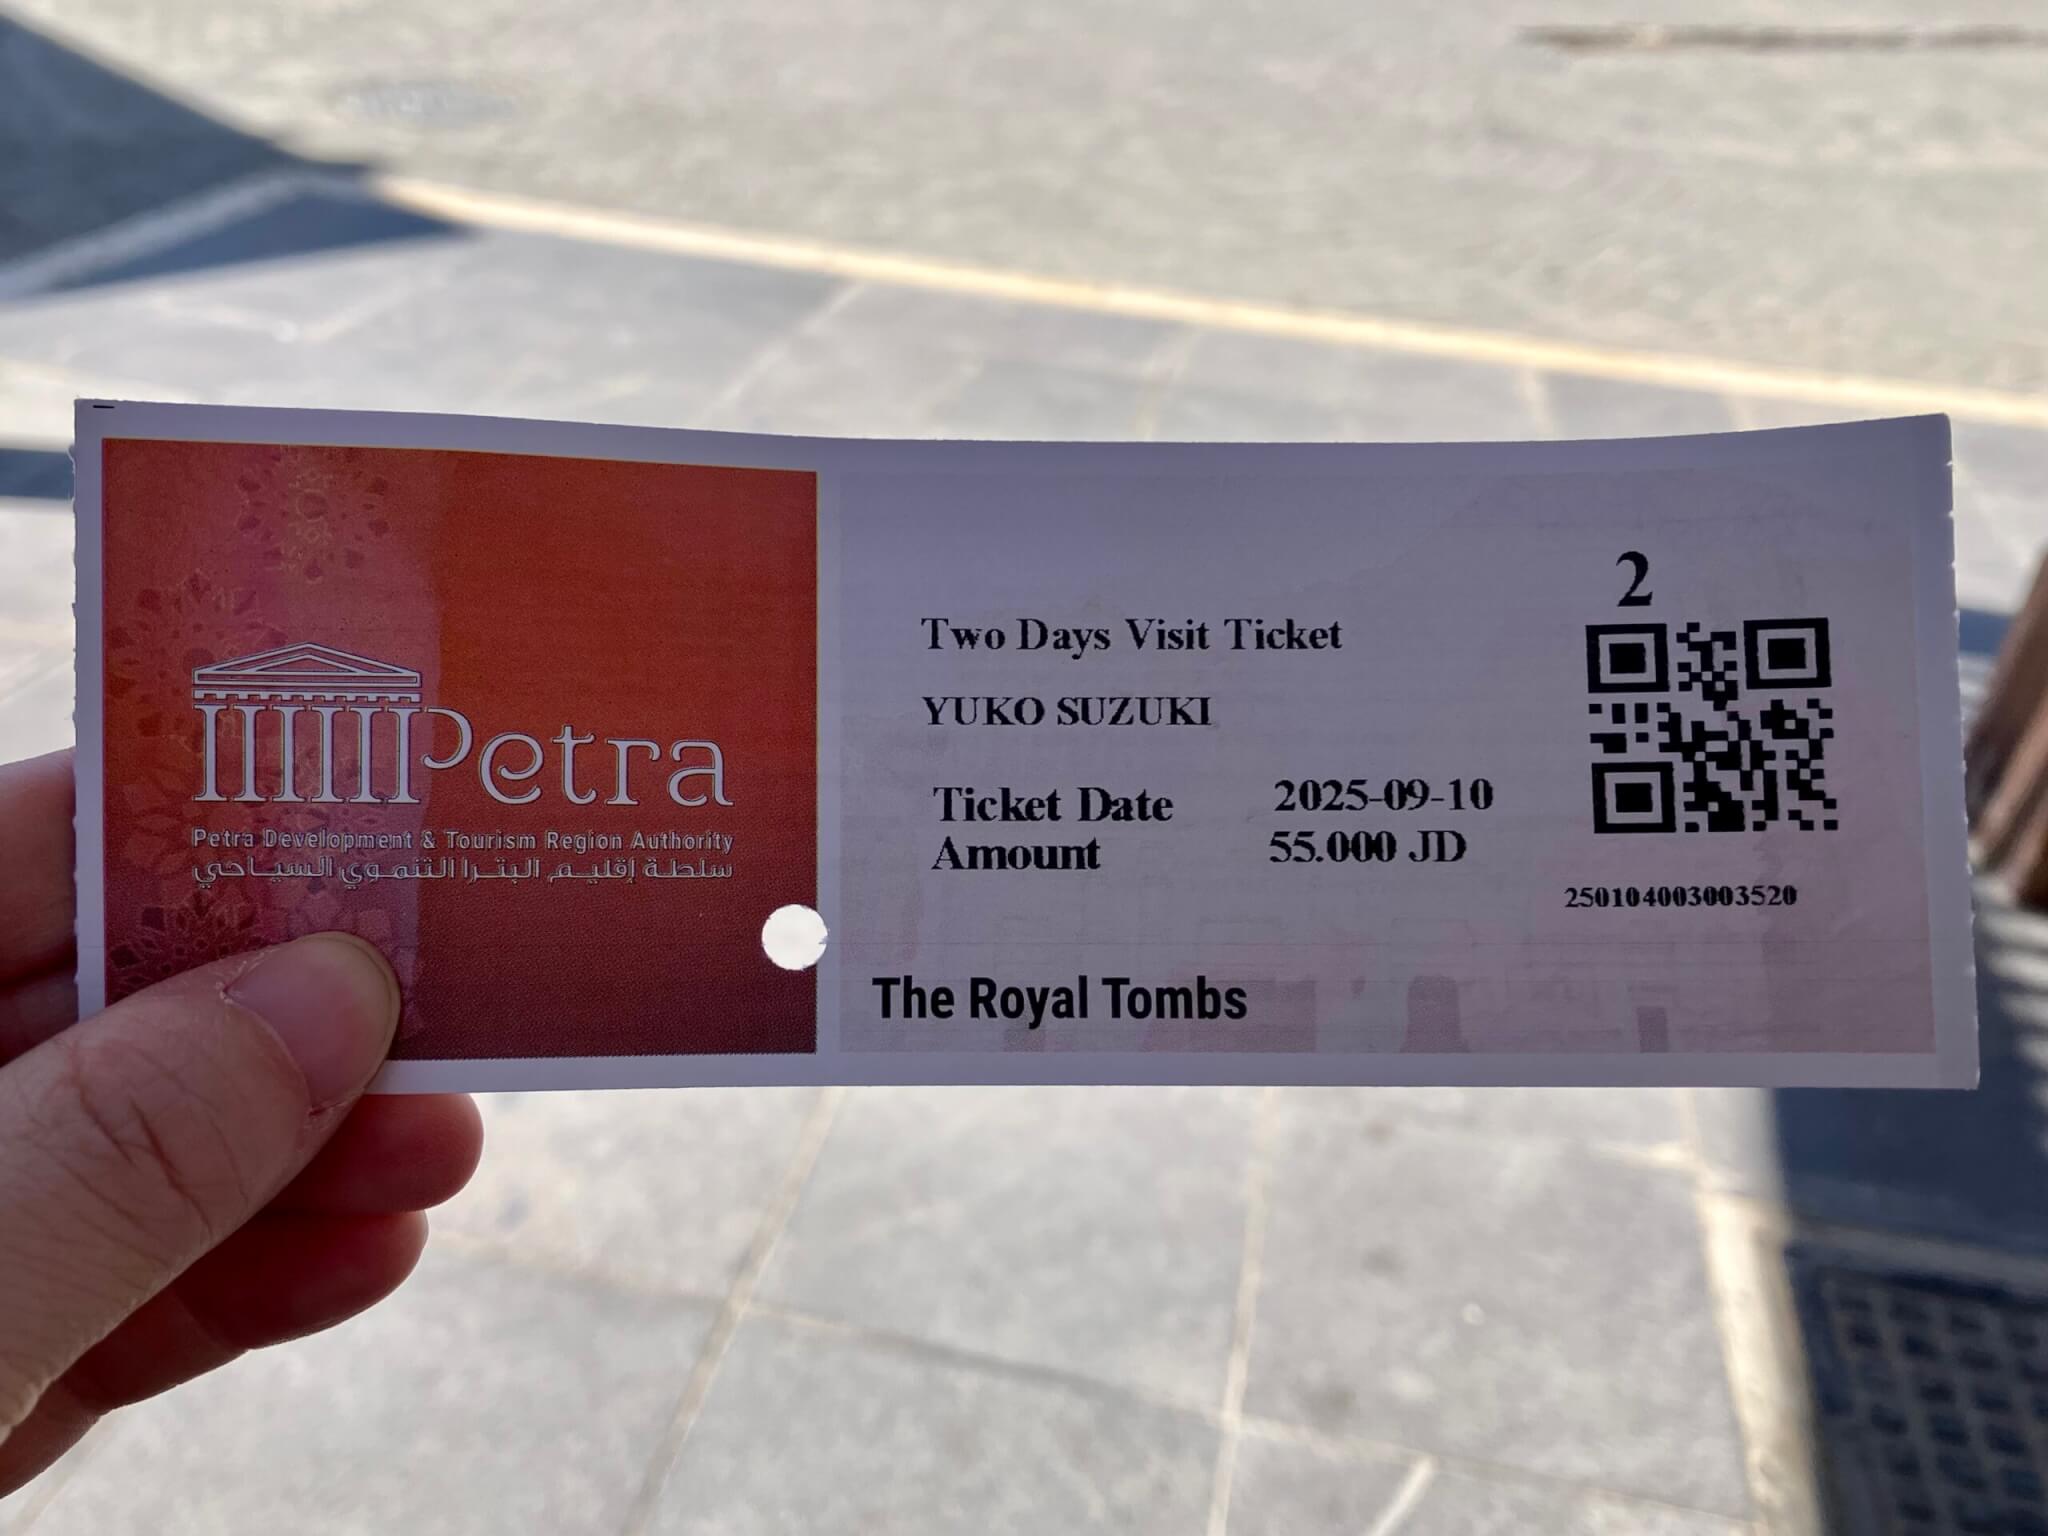 Petra
Petra Development & Tourism Region Authority
سلطة إقليم البترا التنموي السياحي
2
Two Days Visit Ticket
YUKO SUZUKI
Ticket Date 2025-09-10
Amount 55.000 JD
250104003003520
The Royal Tombs